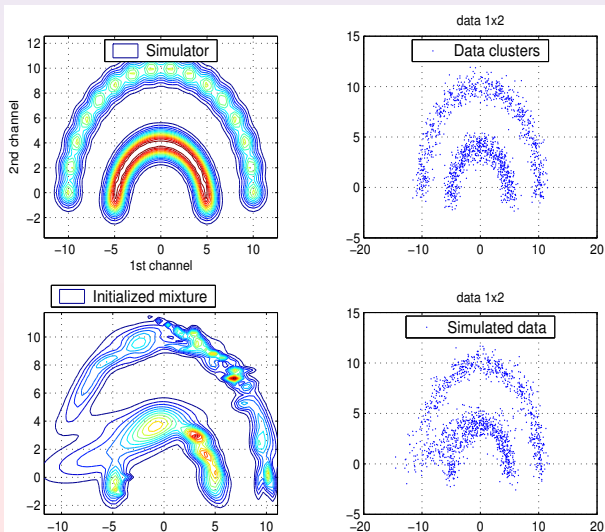 Simulator
12
10
8
6
4
2
0
−2
−10 −5 0 5 10
2nd channel
1st channel
data 1x2
Data clusters
15
10
5
0
−5
−20 −10 0 10 20
Initialized mixture
10
8
6
4
2
0
−2
−10 −5 0 5 10
data 1x2
Simulated data
15
10
5
0
−5
−20 −10 0 10 20